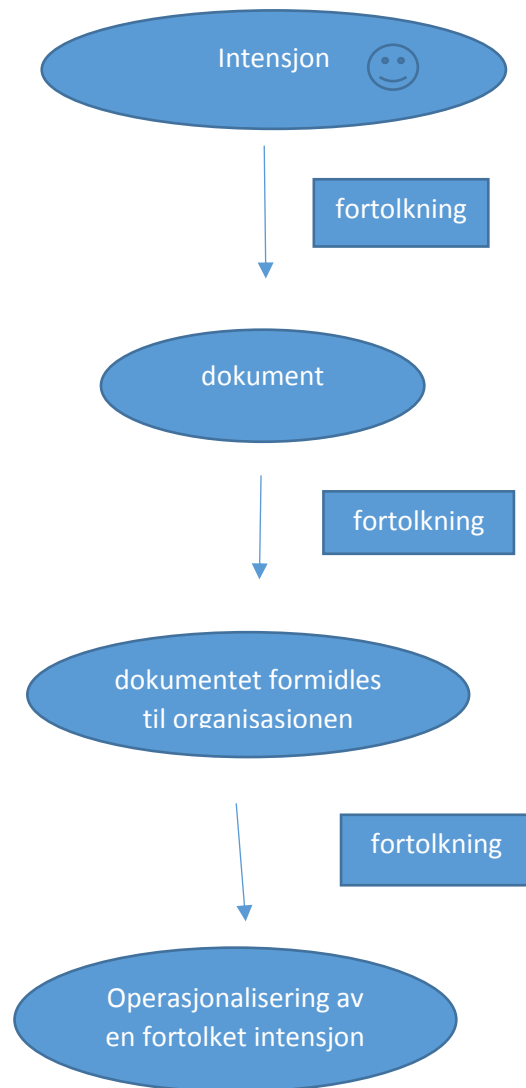 Intensjon
fortolkning
dokument
fortolkning
dokumentet formidles
til organisasjonen
fortolkning
Operasjonalisering av
en fortolket intensjon